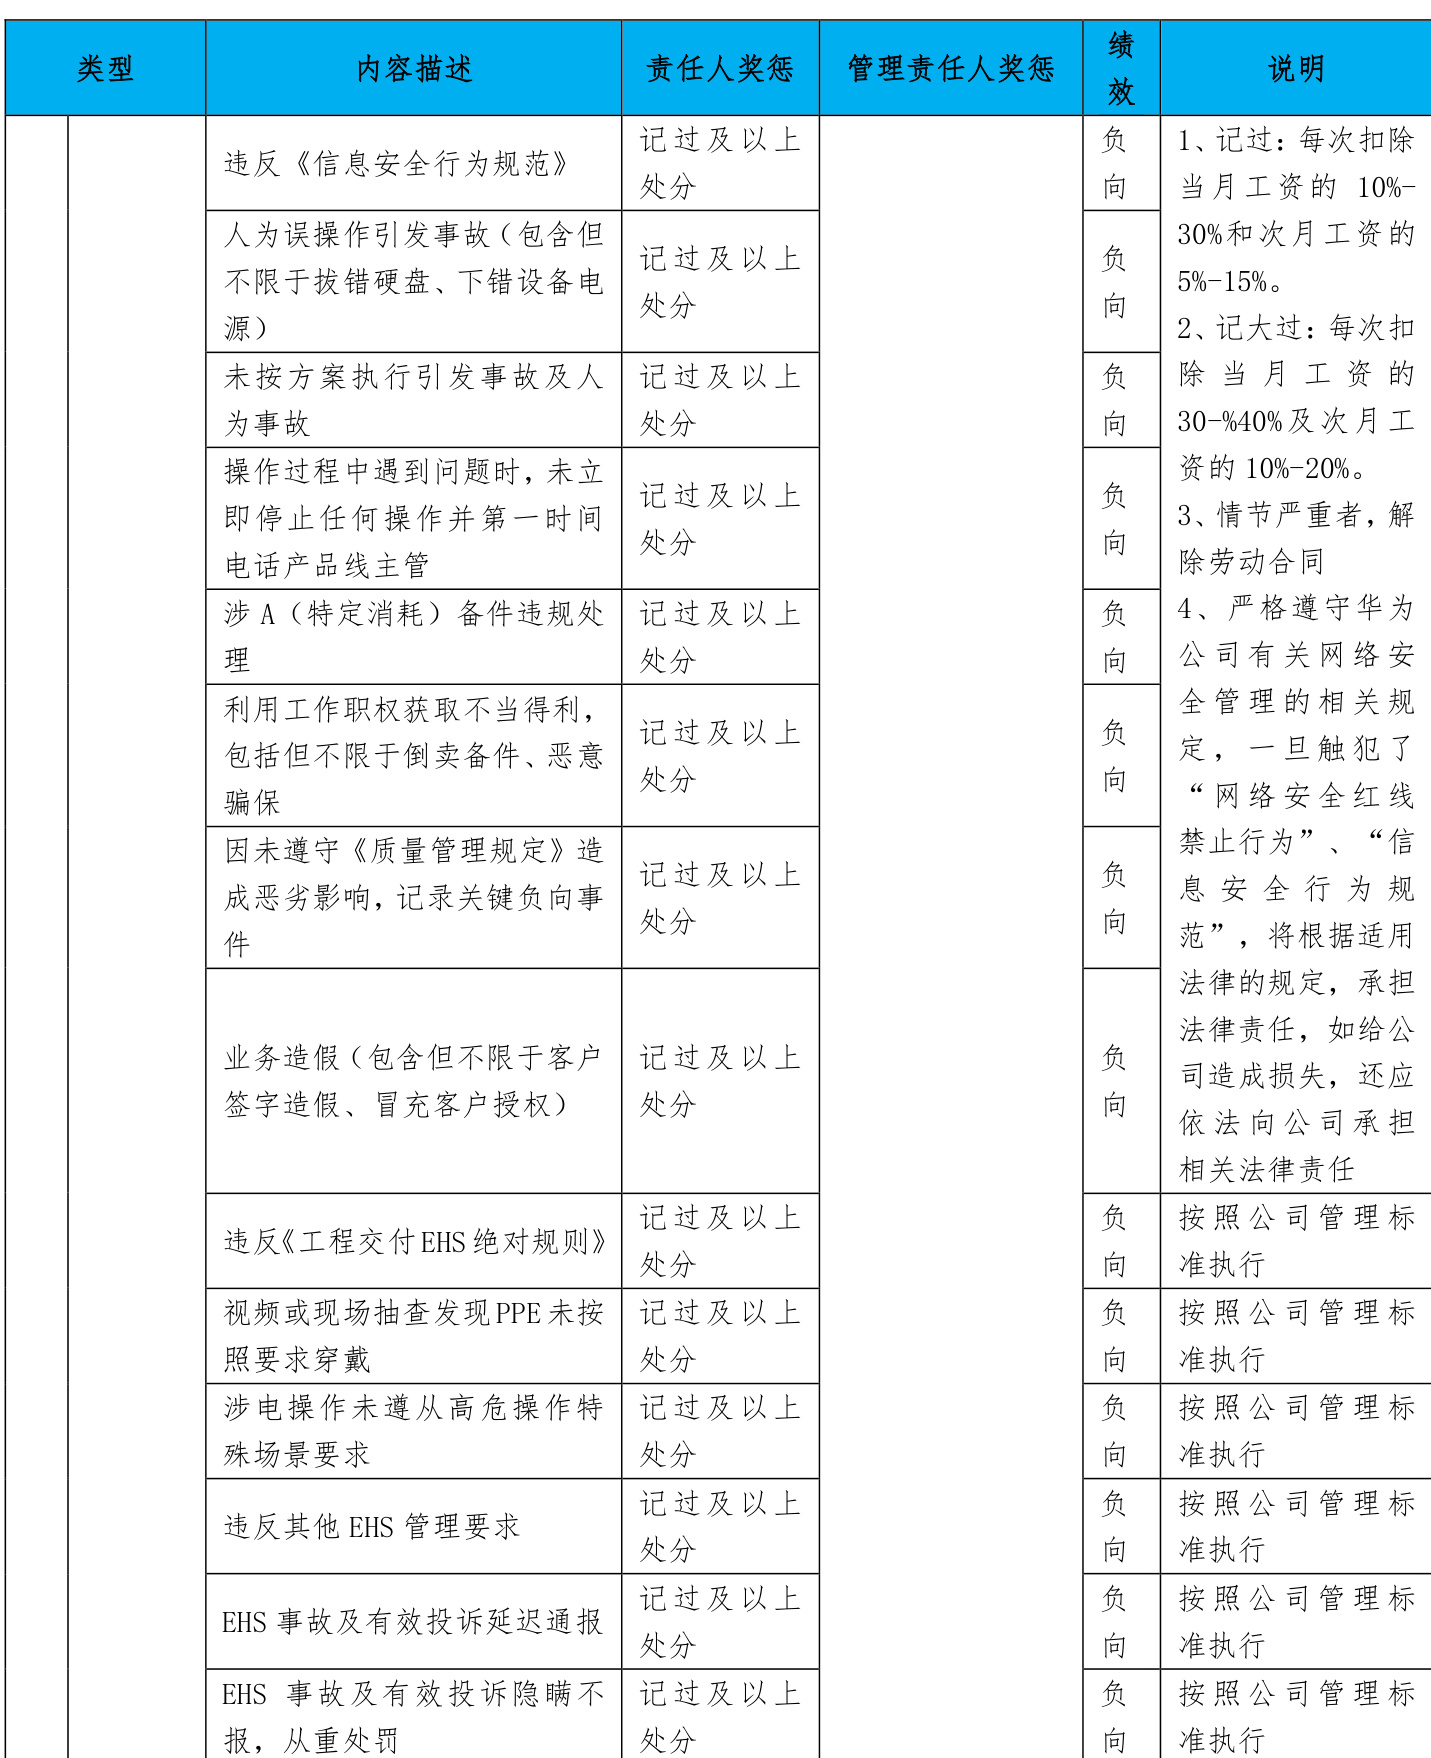 类型
内容描述
责任人奖惩
管理责任人奖惩
绩
效
说明
违反《信息安全行为规范》
记过及以上
处分
负
向
人为误操作引发事故（包含但
不限于拔错硬盘、下错设备电
源）
记过及以上
处分
负
向
未按方案执行引发事故及人
为事故
记过及以上
处分
负
向
操作过程中遇到问题时，未立
即停止任何操作并第一时间
电话产品线主管
记过及以上
处分
负
向
涉 A（特定消耗）备件违规处
理
记过及以上
处分
负
向
利用工作职权获取不当得利，
包括但不限于倒卖备件、恶意
骗保
记过及以上
处分
负
向
因未遵守《质量管理规定》造
成恶劣影响，记录关键负向事
件
记过及以上
处分
负
向
业务造假（包含但不限于客户
签字造假、冒充客户授权）
记过及以上
处分
负
向
1、记过：每次扣除
当月工资的 10%-
30%和次月工资的
5%-15%。
2、记大过：每次扣
除当月工资的
30-%40%及次月工
资的 10%-20%。
3、情节严重者，解
除劳动合同
4、严格遵守华为
公司有关网络安
全管理的相关规
定，一旦触犯了
“网络安全红线
禁止行为”、“信
息安全行为规
范”，将根据适用
法律的规定，承担
法律责任，如给公
司造成损失，还应
依法向公司承担
相关法律责任
违反《工程交付 EHS 绝对规则》
记过及以上
处分
负
向
按照公司管理标
准执行
视频或现场抽查发现 PPE 未按
照要求穿戴
记过及以上
处分
负
向
按照公司管理标
准执行
涉电操作未遵从高危操作特
殊场景要求
记过及以上
处分
负
向
按照公司管理标
准执行
违反其他 EHS 管理要求
记过及以上
处分
负
向
按照公司管理标
准执行
EHS 事故及有效投诉延迟通报
记过及以上
处分
负
向
按照公司管理标
准执行
EHS 事故及有效投诉隐瞒不
报，从重处罚
记过及以上
处分
负
向
按照公司管理标
准执行